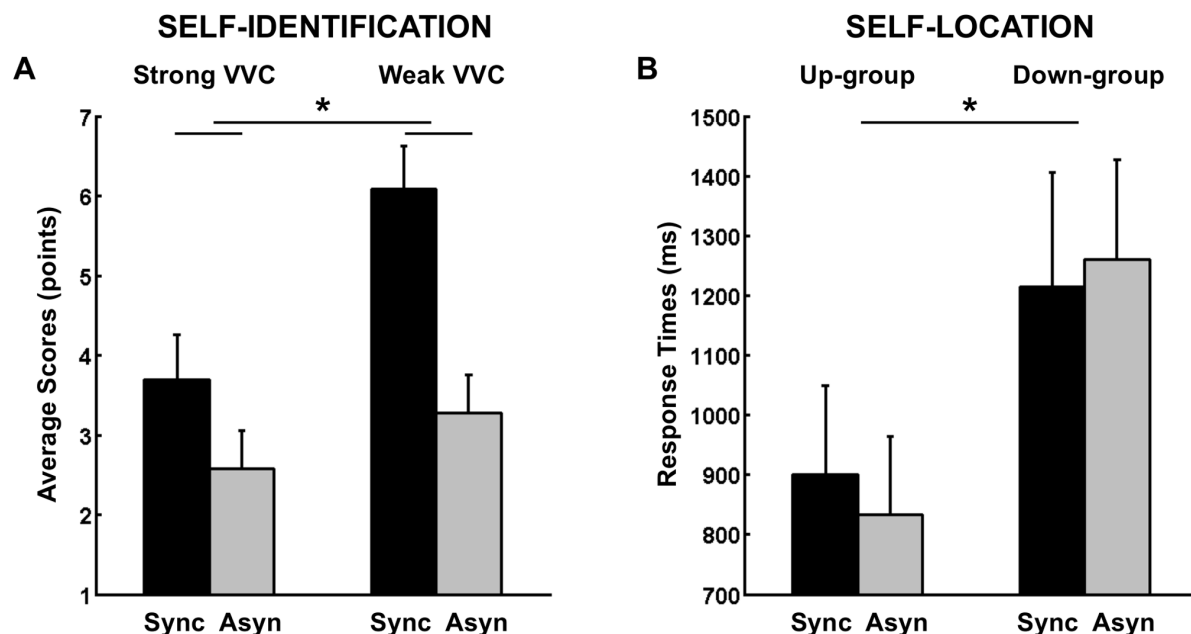 SELF-IDENTIFICATION
A
Strong VVC
Weak VVC
*
7
6
5
4
3
2
1
Average Scores (points)
Sync Asyn
Sync Asyn
SELF-LOCATION
B
Up-group
Down-group
*
1500
1400
1300
1200
1100
1000
900
800
700
Response Times (ms)
Sync Asyn
Sync Asyn